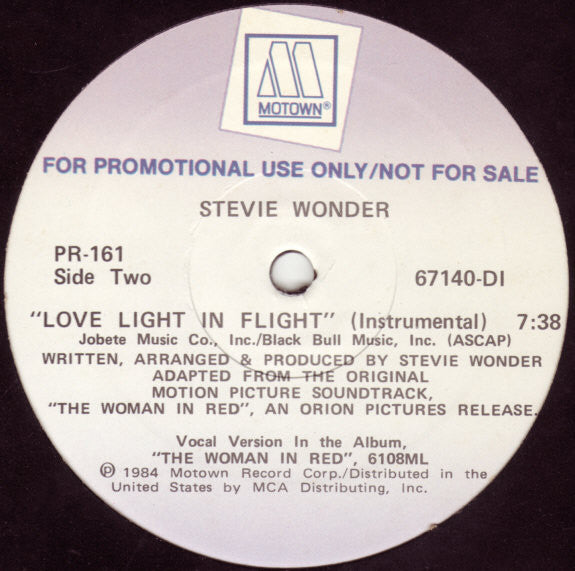 MOTOWN®
FOR PROMOTIONAL USE ONLY/NOT FOR SALE
STEVIE WONDER
PR-161
Side Two
67140-DI
"LOVE LIGHT IN FLIGHT" (Instrumental) 7:38
Jobete Music Co., Inc./Black Bull Music, Inc. (ASCAP)
WRITTEN, ARRANGED & PRODUCED BY STEVIE WONDER
ADAPTED FROM THE ORIGINAL
MOTION PICTURE SOUNDTRACK,
"THE WOMAN IN RED", AN ORION PICTURES RELEASE.
Vocal Version In the Album,
"THE WOMAN IN RED", 6108ML
℗ 1984 Motown Record Corp./Distributed in the
United States by MCA Distributing, Inc.